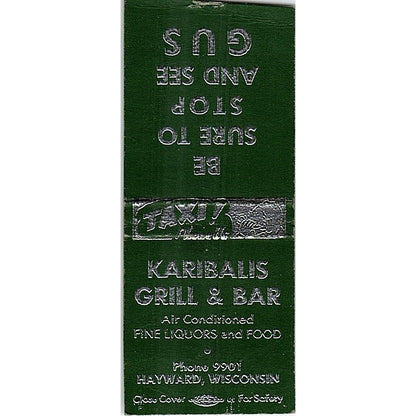 BE
SURE TO
STOP
AND SEE
GUS
TAXI!
KARIBALIS
GRILL & BAR
Air Conditioned
FINE LIQUORS and FOOD
Phone 9901
HAYWARD, WISCONSIN
Close Cover For Safety